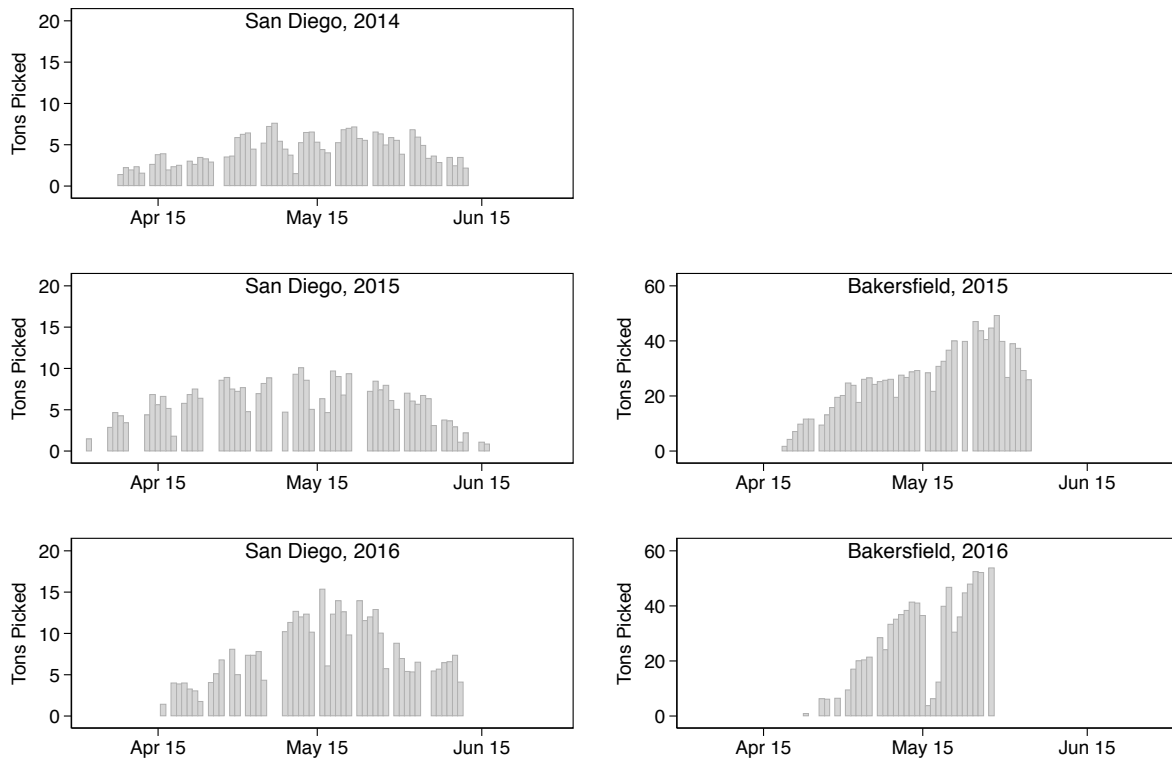 San Diego, 2014
Tons Picked
20
15
10
5
0
Apr 15 May 15 Jun 15
San Diego, 2015
Tons Picked
20
15
10
5
0
Apr 15 May 15 Jun 15
Bakersfield, 2015
Tons Picked
60
40
20
0
Apr 15 May 15 Jun 15
San Diego, 2016
Tons Picked
20
15
10
5
0
Apr 15 May 15 Jun 15
Bakersfield, 2016
Tons Picked
60
40
20
0
Apr 15 May 15 Jun 15